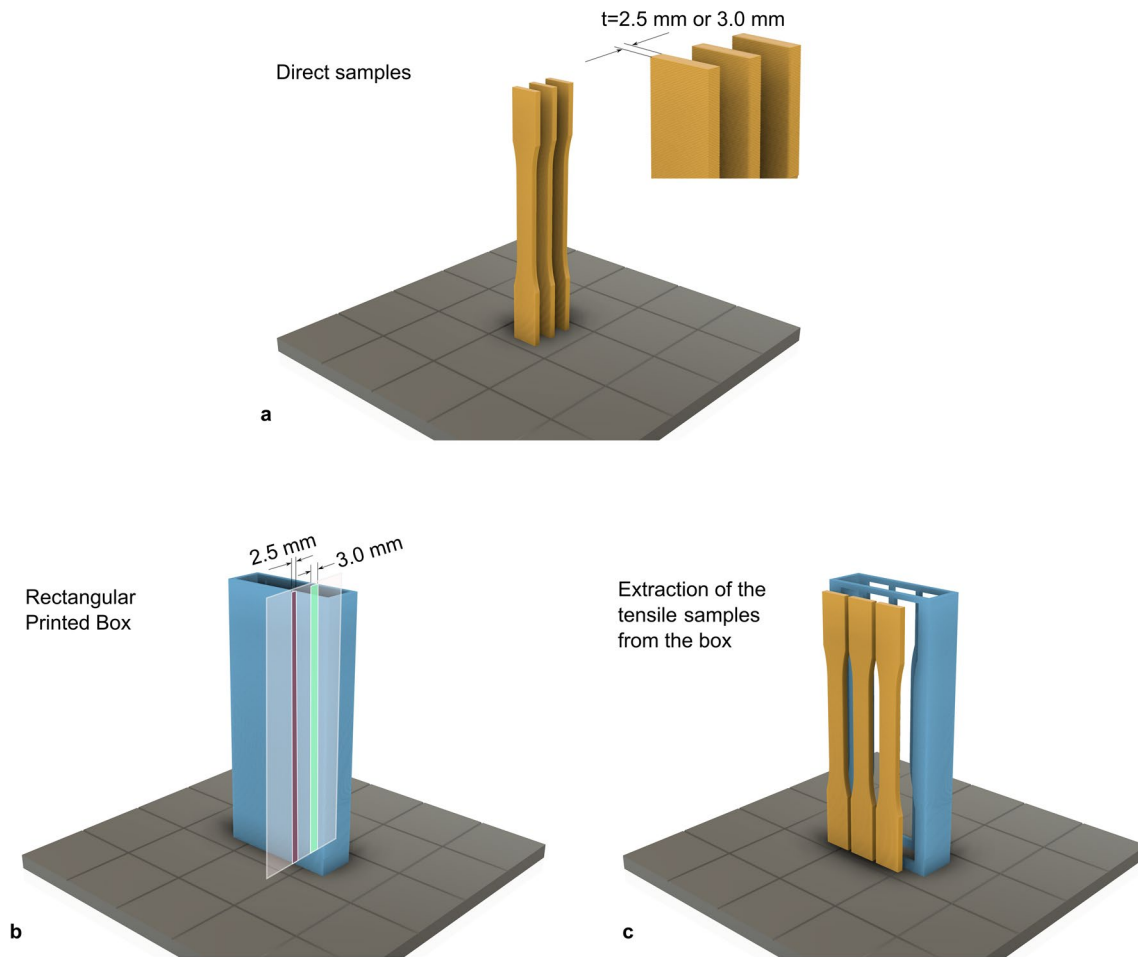 t=2.5 mm or 3.0 mm
Direct samples
a
2.5 mm
3.0 mm
Rectangular
Printed Box
b
Extraction of the
tensile samples
from the box
c